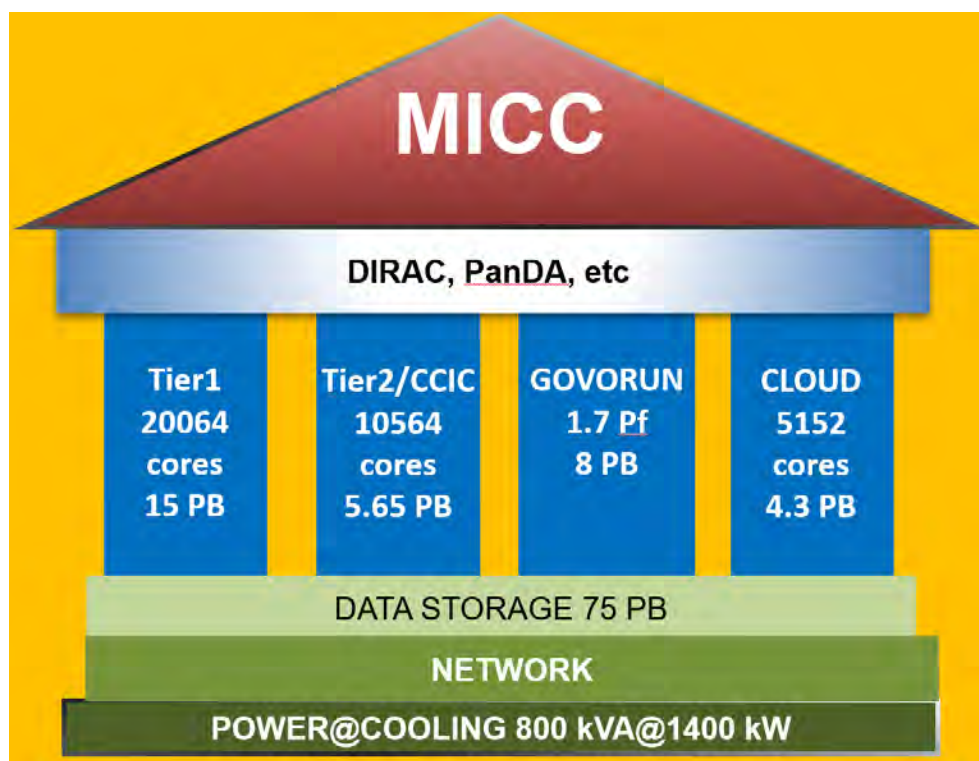 MICC
DIRAC, PanDA, etc
Tier1
20064
cores
15 PB
Tier2/CCIC
10564
cores
5.65 PB
GOVORUN
1.7 Pf
8 PB
CLOUD
5152
cores
4.3 PB
DATA STORAGE 75 PB
NETWORK
POWER@COOLING 800 kVA@1400 kW